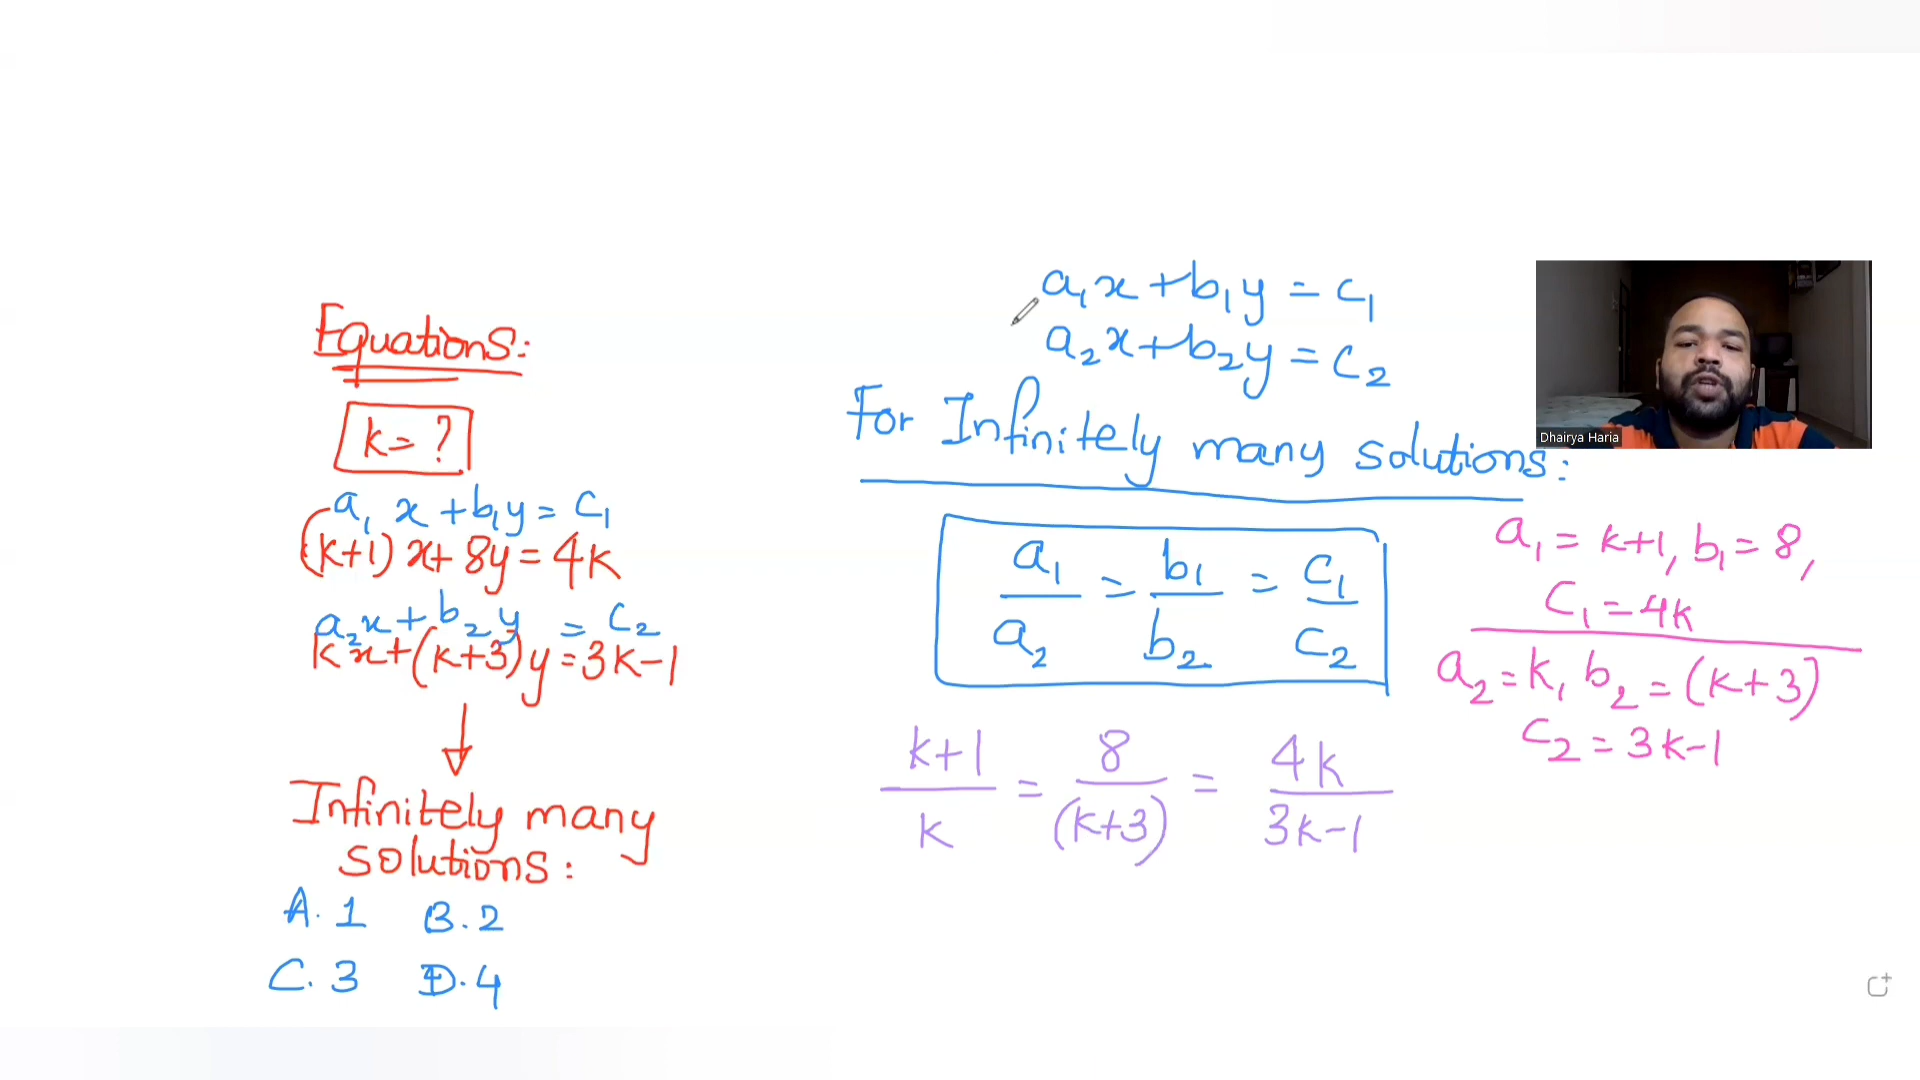 Equations:
k = ?
a₁x + b₁y = c₁
(k+1)x + 8y = 4k
a₂x + b₂y = c₂
kx + (k+3)y = 3k-1
Infinitely many
solutions:
A. 1 B. 2
C. 3 D. 4
a₁x + b₁y = c₁
a₂x + b₂y = c₂
For Infinitely many solutions:
a₁/a₂ = b₁/b₂ = c₁/c₂
k+1/k = 8/(k+3) = 4k/3k-1
Dhairya Haria
a₁ = k+1, b₁ = 8,
c₁ = 4k
a₂ = k, b₂ = (k+3)
c₂ = 3k-1